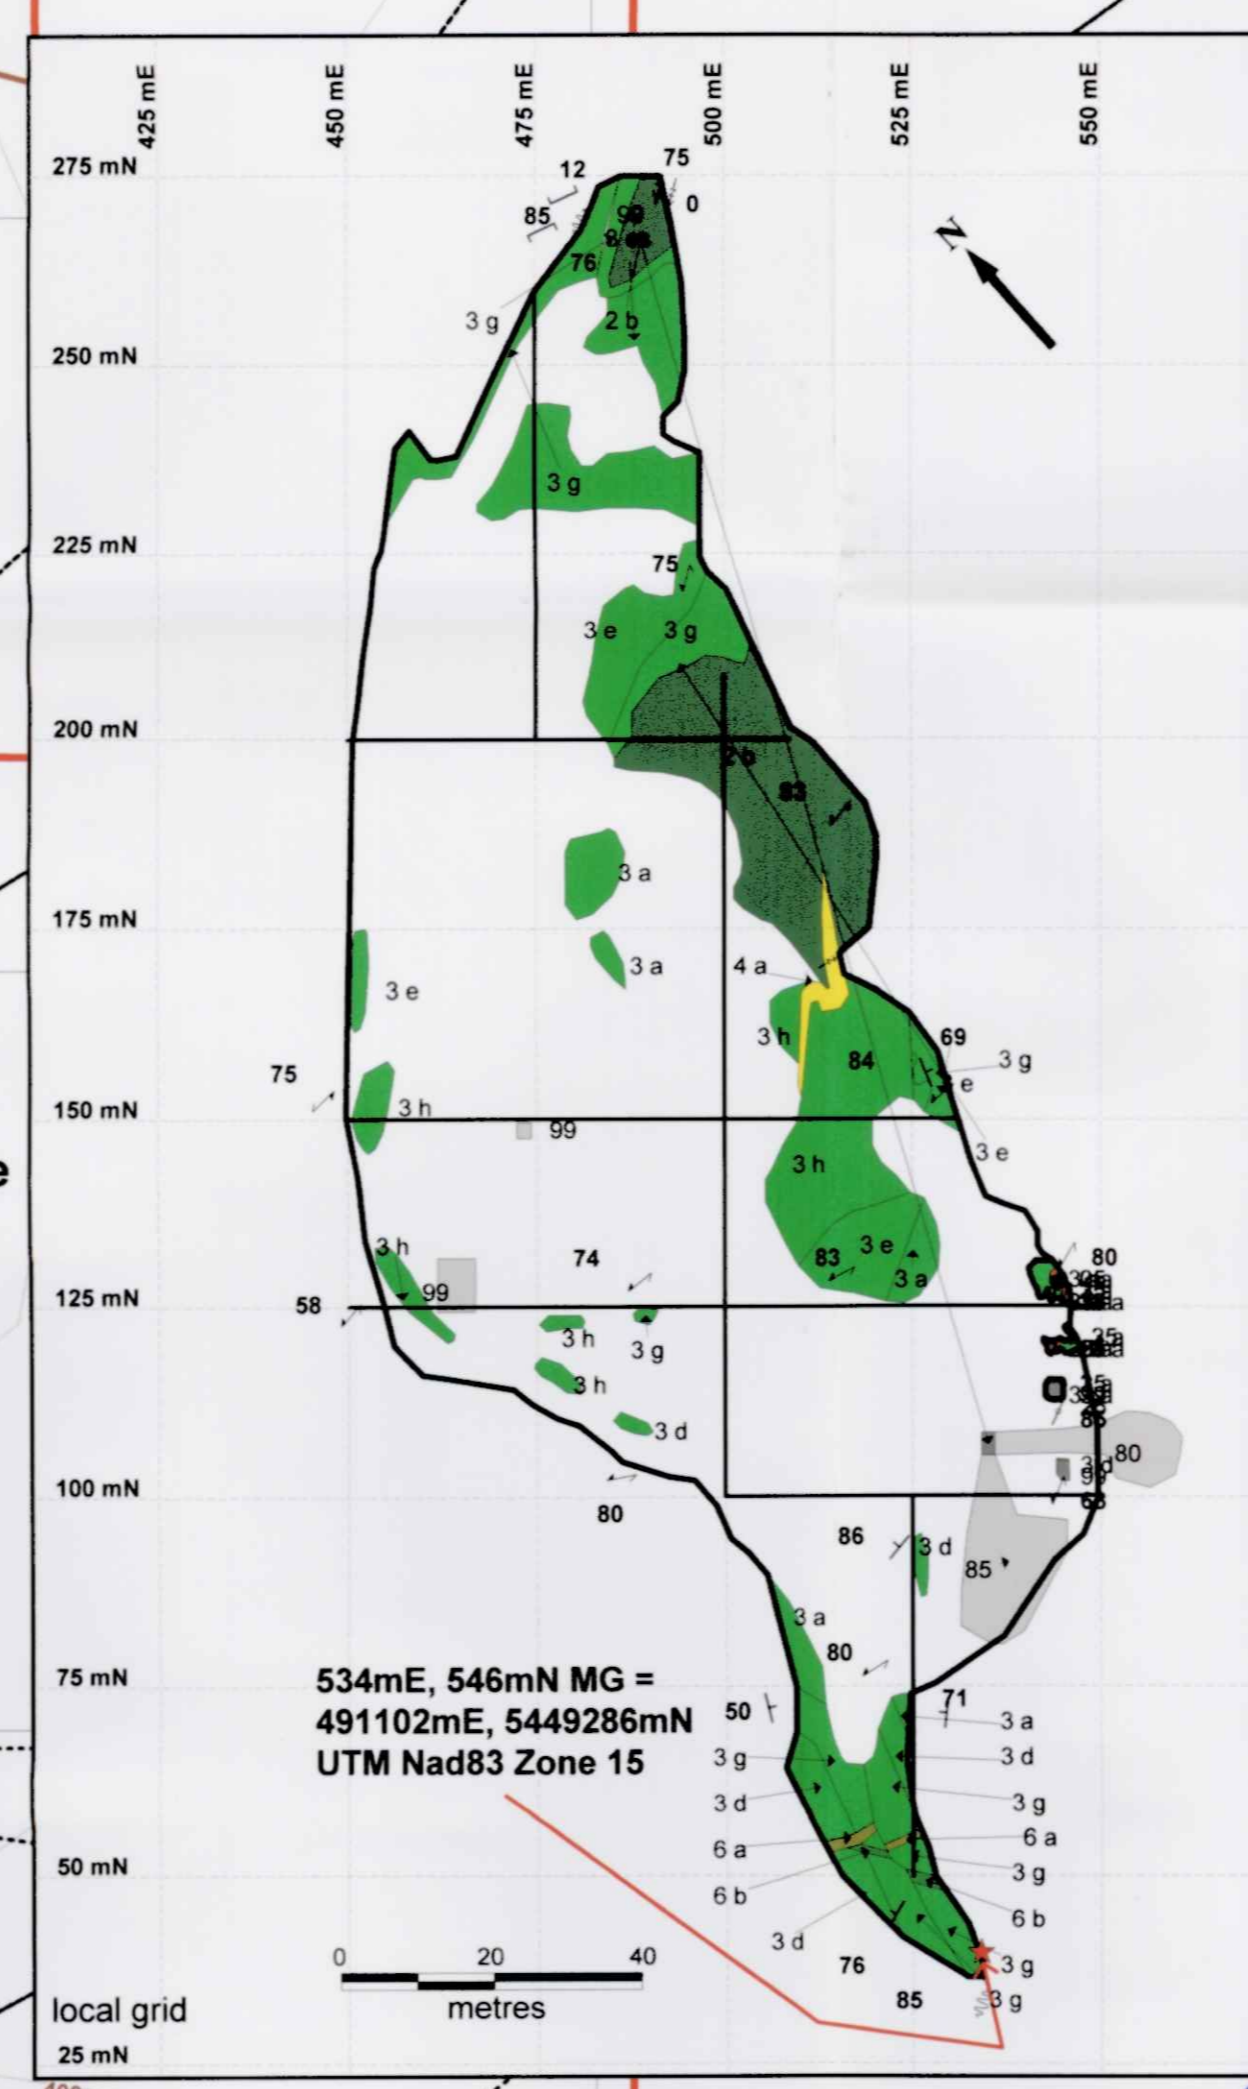 425 mE
450 mE
475 mE
500 mE
525 mE
550 mE
275 mN
12
75
0
85
76
N
3 g
2 b
250 mN
3 g
225 mN
75
3 e
3 g
200 mN
2 b
83
3 a
175 mN
3 a
4 a
3 e
3 h
69
84
3 g
e
75
3 h
150 mN
99
3 e
3 h
3 h
74
83
3 e
80
99
3 a
58
125 mN
3 h
3 g
3 h
3 d
80
100 mN
80
86
3 d
85
3 a
80
75 mN
534mE, 546mN MG =
491102mE, 5449286mN
UTM Nad83 Zone 15
50
71
3 a
3 g
3 d
3 d
3 g
6 a
6 a
50 mN
3 g
6 b
6 b
3 d
0
20
40
76
3 g
local grid
metres
85
3 g
25 mN